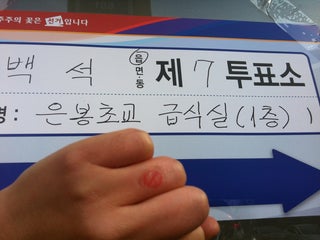 주주의 꽃은 선거입니다
백 석 읍·면·동 제 7 투표소
명: 은봉초교 급식실 (1층) )